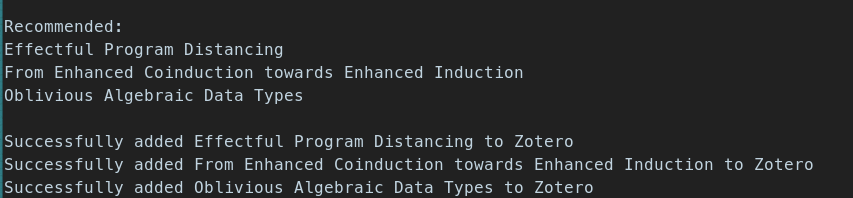 Recommended:
Effectful Program Distancing
From Enhanced Coinduction towards Enhanced Induction
Oblivious Algebraic Data Types
Successfully added Effectful Program Distancing to Zotero
Successfully added From Enhanced Coinduction towards Enhanced Induction to Zotero
Successfully added Oblivious Algebraic Data Types to Zotero